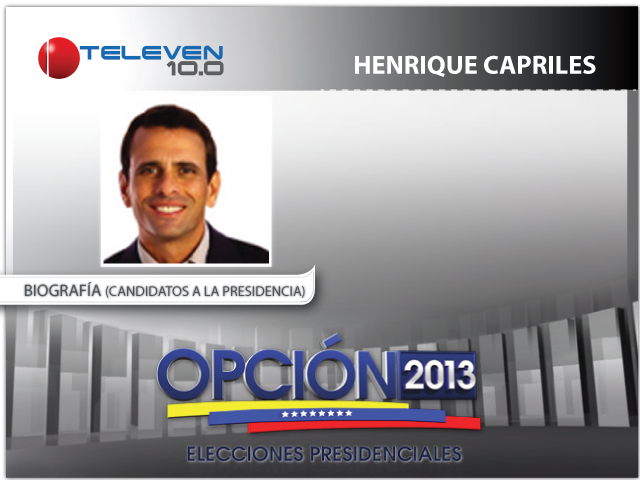 TELEVEN
10.0
HENRIQUE CAPRILES
BIOGRAFÍA (CANDIDATOS A LA PRESIDENCIA)
OPCIÓN 2013
ELECCIONES PRESIDENCIALES